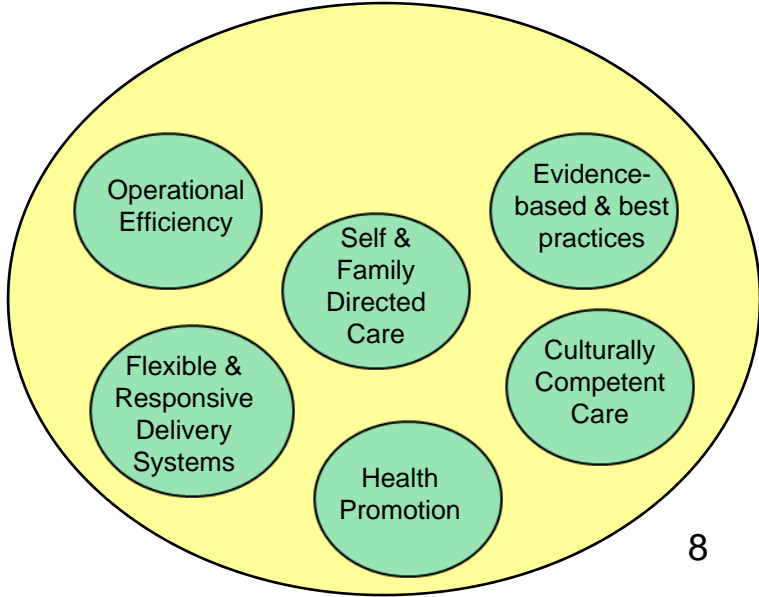 Operational
Efficiency
Evidence-
based & best
practices
Self &
Family
Directed
Care
Flexible &
Responsive
Delivery
Systems
Culturally
Competent
Care
Health
Promotion
8